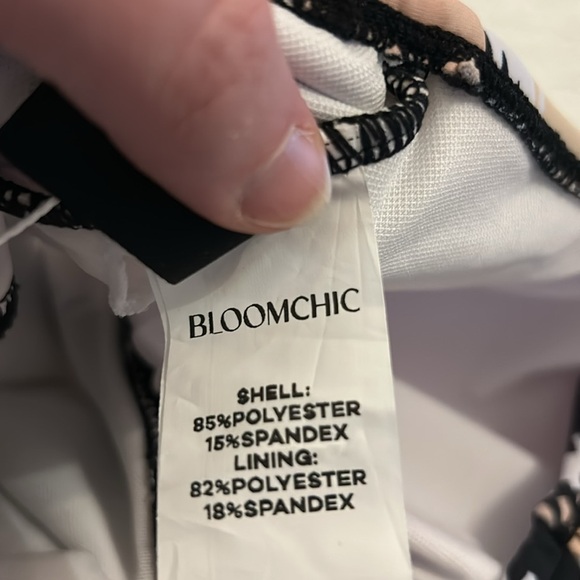 BLOOMCHIC
SHELL:
85%POLYESTER
15%SPANDEX
LINING:
82%POLYESTER
18%SPANDEX